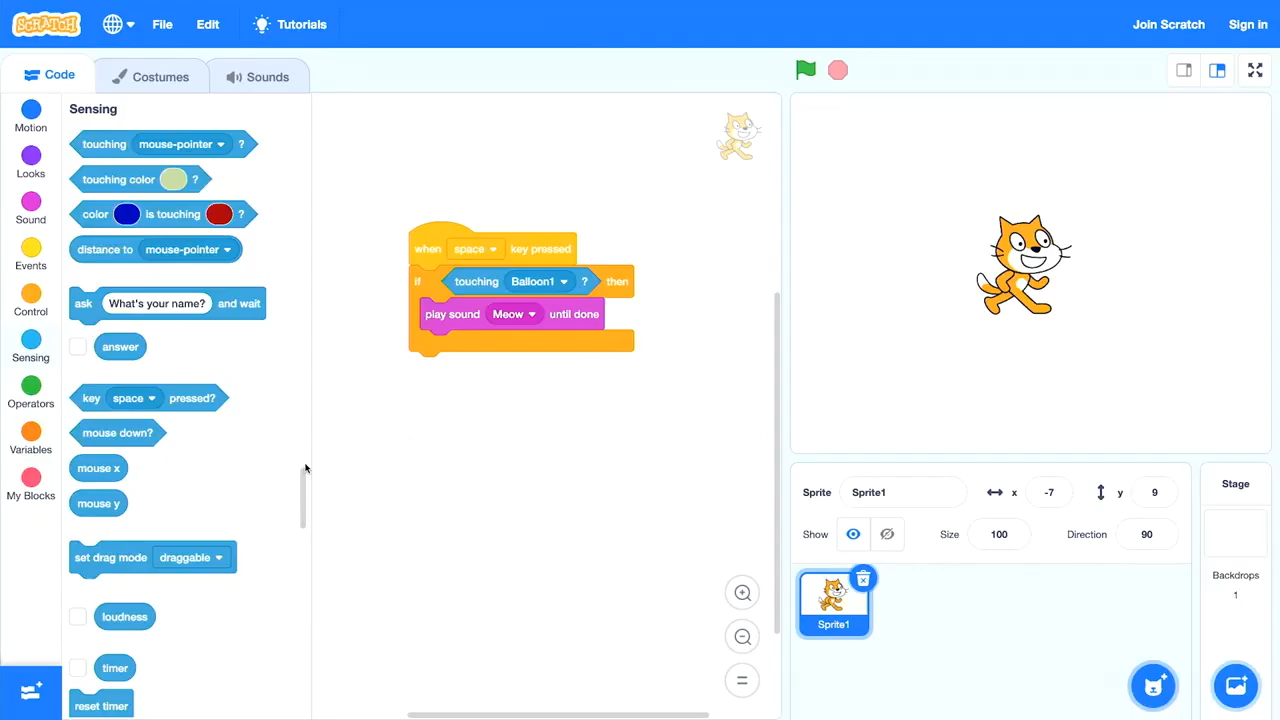 SCRATCH File Edit Tutorials Join Scratch Sign in
Code Costumes Sounds
Motion
Looks
Sound
Events
Control
Sensing
Operators
Variables
My Blocks
Sensing
touching mouse-pointer ?
touching color ?
color is touching ?
distance to mouse-pointer
ask What's your name? and wait
answer
key space pressed?
mouse down?
mouse x
mouse y
set drag mode draggable
loudness
timer
reset timer
when space key pressed
if touching Balloon1 ? then
play sound Meow until done
Sprite Sprite1 x -7 y 9
Show Size 100 Direction 90
Sprite1
Stage
Backdrops
1